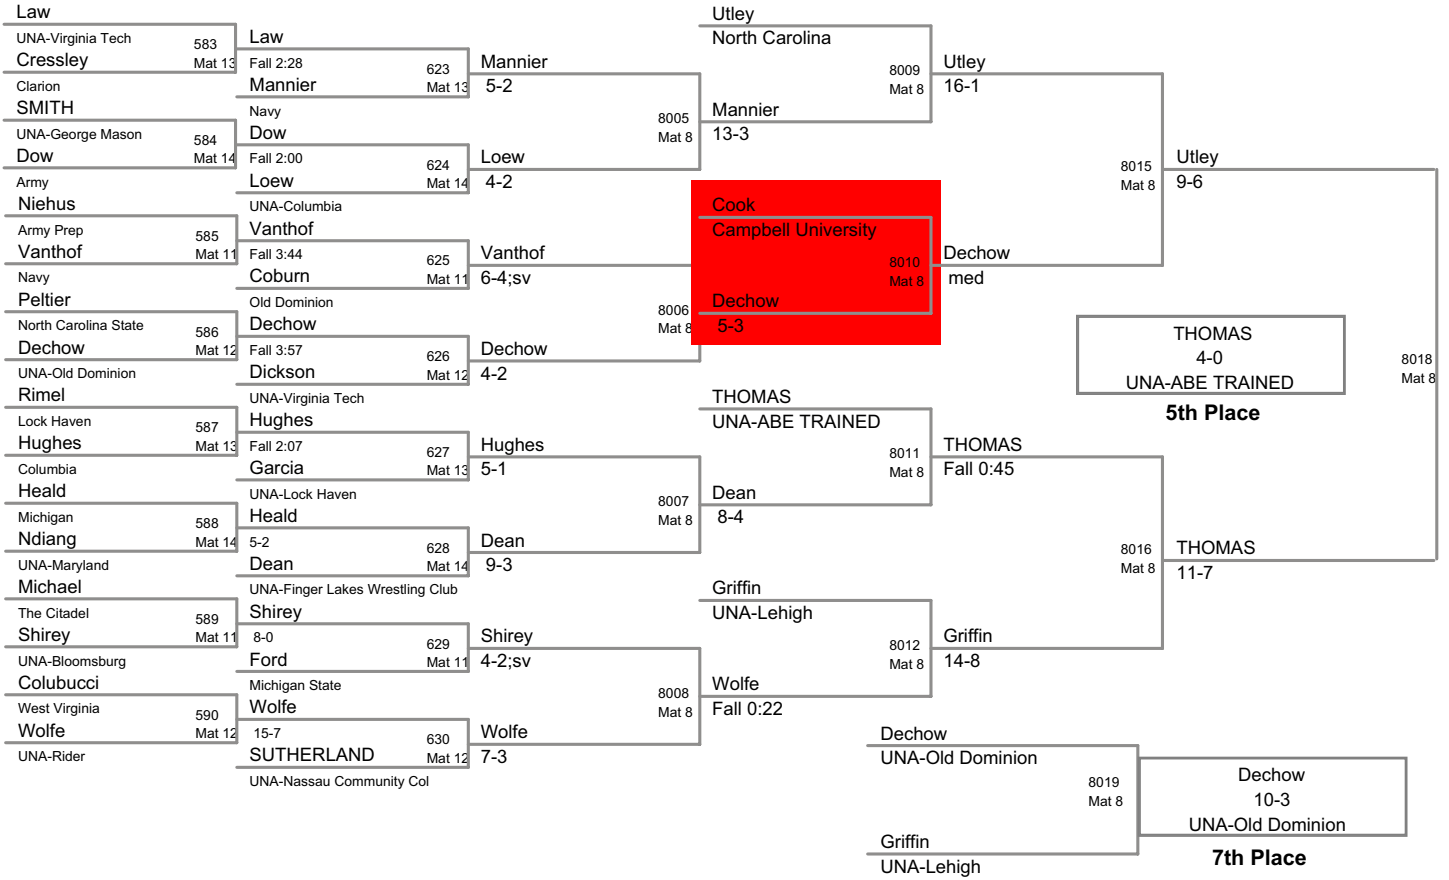 Law
UNA-Virginia Tech
Cressley
583
Mat 13
Clarion
SMITH
UNA-George Mason
Dow
584
Mat 14
Army
Niehus
Army Prep
Vanthof
585
Mat 11
Navy
Peltier
North Carolina State
Dechow
586
Mat 12
UNA-Old Dominion
Rimel
Lock Haven
Hughes
587
Mat 13
Columbia
Heald
Michigan
Ndiang
588
Mat 14
UNA-Maryland
Michael
The Citadel
Shirey
589
Mat 11
UNA-Bloomsburg
Colubucci
West Virginia
Wolfe
590
Mat 12
UNA-Rider
Law
Fall 2:28
Mannier
623
Mat 13
Navy
Dow
Fall 2:00
Loew
624
Mat 14
UNA-Columbia
Vanthof
Fall 3:44
Coburn
625
Mat 11
Old Dominion
Dechow
Fall 3:57
Dickson
626
Mat 12
UNA-Virginia Tech
Hughes
Fall 2:07
Garcia
627
Mat 13
UNA-Lock Haven
Heald
5-2
Dean
628
Mat 14
UNA-Finger Lakes Wrestling Club
Shirey
8-0
Ford
629
Mat 11
Michigan State
Wolfe
15-7
SUTHERLAND
630
Mat 12
UNA-Nassau Community Col
Mannier
5-2
8005
Mat 8
Loew
4-2
Vanthof
6-4;sv
8006
Mat 8
Dechow
4-2
Hughes
5-1
8007
Mat 8
Dean
9-3
Shirey
4-2;sv
8008
Mat 8
Wolfe
7-3
Utley
North Carolina
8009
Mat 8
Mannier
13-3
Cook
Campbell University
8010
Mat 8
Dechow
5-3
THOMAS
UNA-ABE TRAINED
8011
Mat 8
Dean
8-4
Griffin
UNA-Lehigh
8012
Mat 8
Wolfe
Fall 0:22
Utley
16-1
8015
Mat 8
Dechow
med
THOMAS
Fall 0:45
8016
Mat 8
Griffin
14-8
Utley
9-6
8018
Mat 8
THOMAS
11-7
THOMAS
4-0
UNA-ABE TRAINED
5th Place
Dechow
UNA-Old Dominion
8019
Mat 8
Griffin
UNA-Lehigh
Dechow
10-3
UNA-Old Dominion
7th Place